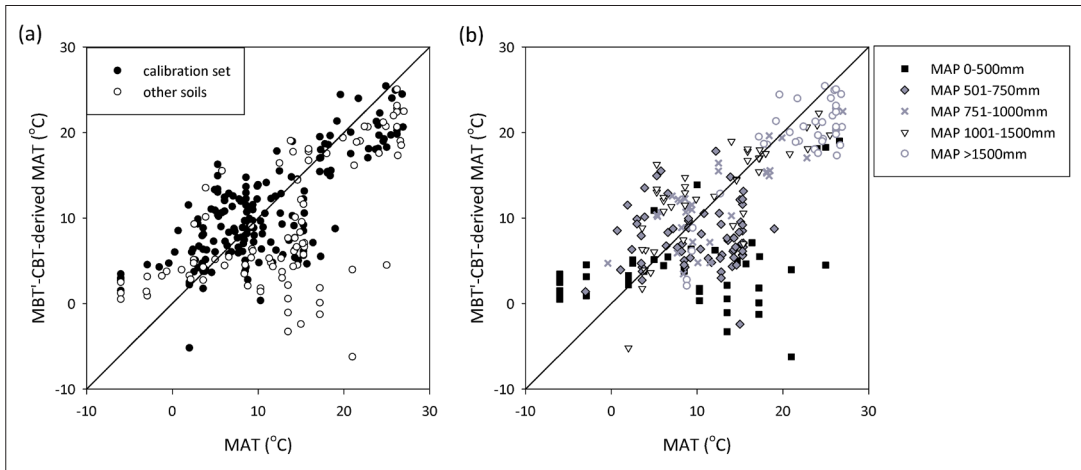 (a)
calibration set
other soils
30
20
10
0
-10
-10 0 10 20 30
MBT'-CBT-derived MAT (°C)
MAT (°C)
(b)
MAP 0-500mm
MAP 501-750mm
MAP 751-1000mm
MAP 1001-1500mm
MAP >1500mm
30
20
10
0
-10
-10 0 10 20 30
MBT'-CBT-derived MAT (°C)
MAT (°C)